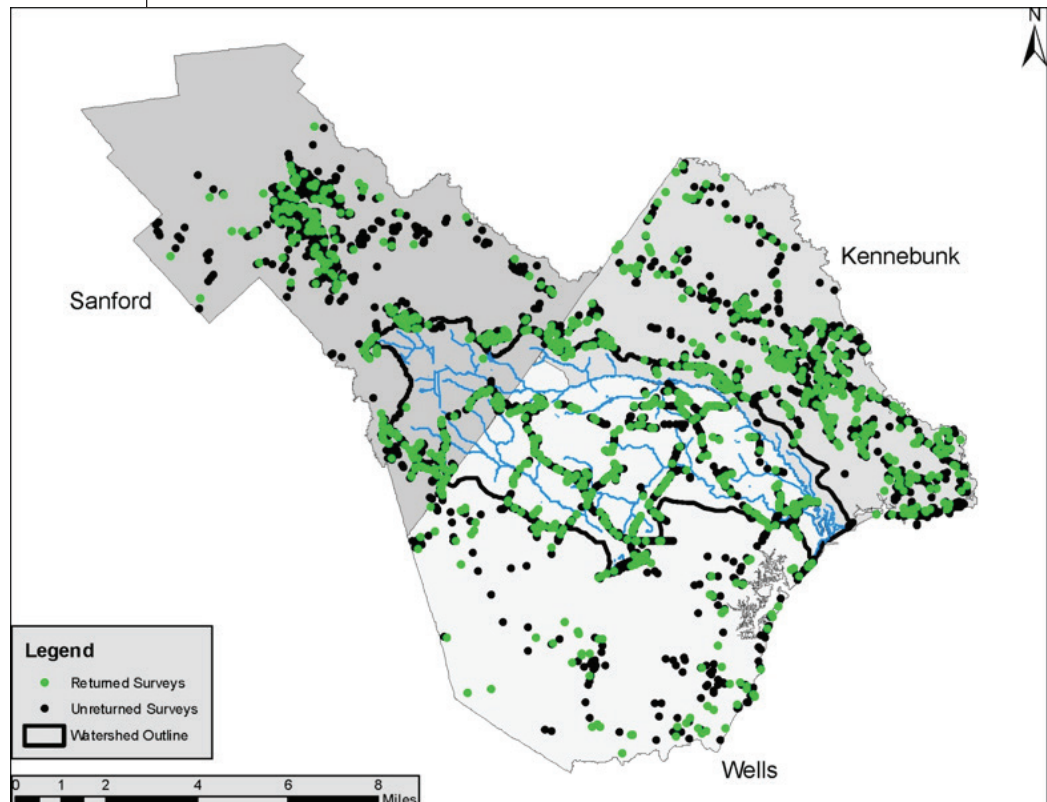 N
Kennebunk
Sanford
Legend
Returned Surveys
Unreturned Surveys
Watershed Outline
Wells
0 1 2 4 6 8
Miles